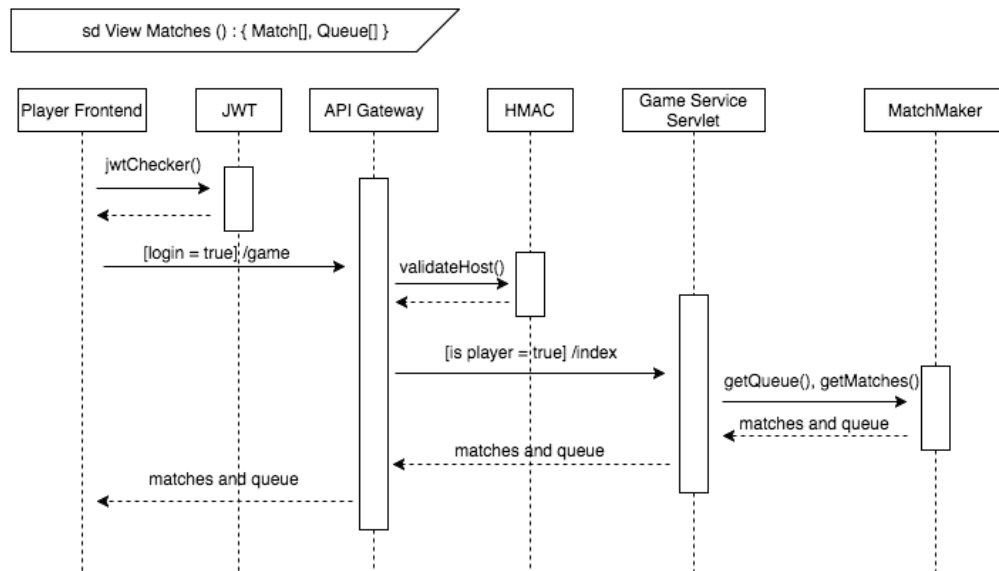 sd View Matches () : { Match[], Queue[] }
Player Frontend
JWT
API Gateway
HMAC
Game Service
Servlet
MatchMaker
jwtChecker()
[login = true] /game
validateHost()
[is player = true] /index
getQueue(), getMatches()
matches and queue
matches and queue
matches and queue